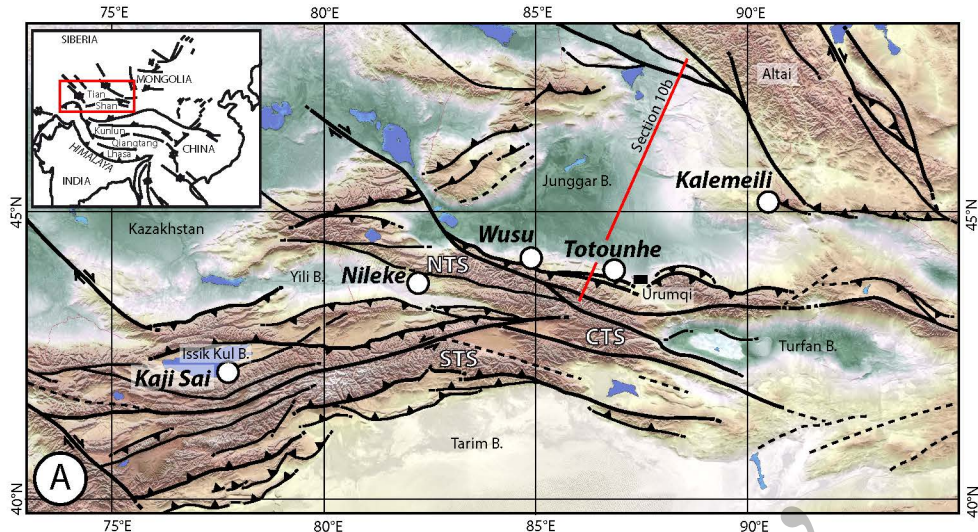 75°E
80°E
85°E
90°E
SIBERIA
MONGOLIA
Tian
Shan
Kunlun
Qiangtang
Lhasa
HIMALAYA
CHINA
INDIA
Altai
Section 10b
Junggar B.
Kalemeili
45°N
45°N
Kazakhstan
Wusu
Totounhe
NTS
Yili B.
Nileke
Urumqi
CTS
Turfan B.
Issik Kul B.
STS
Kaji Sai
Tarim B.
A
40°N
40°N
75°E
80°E
85°E
90°E